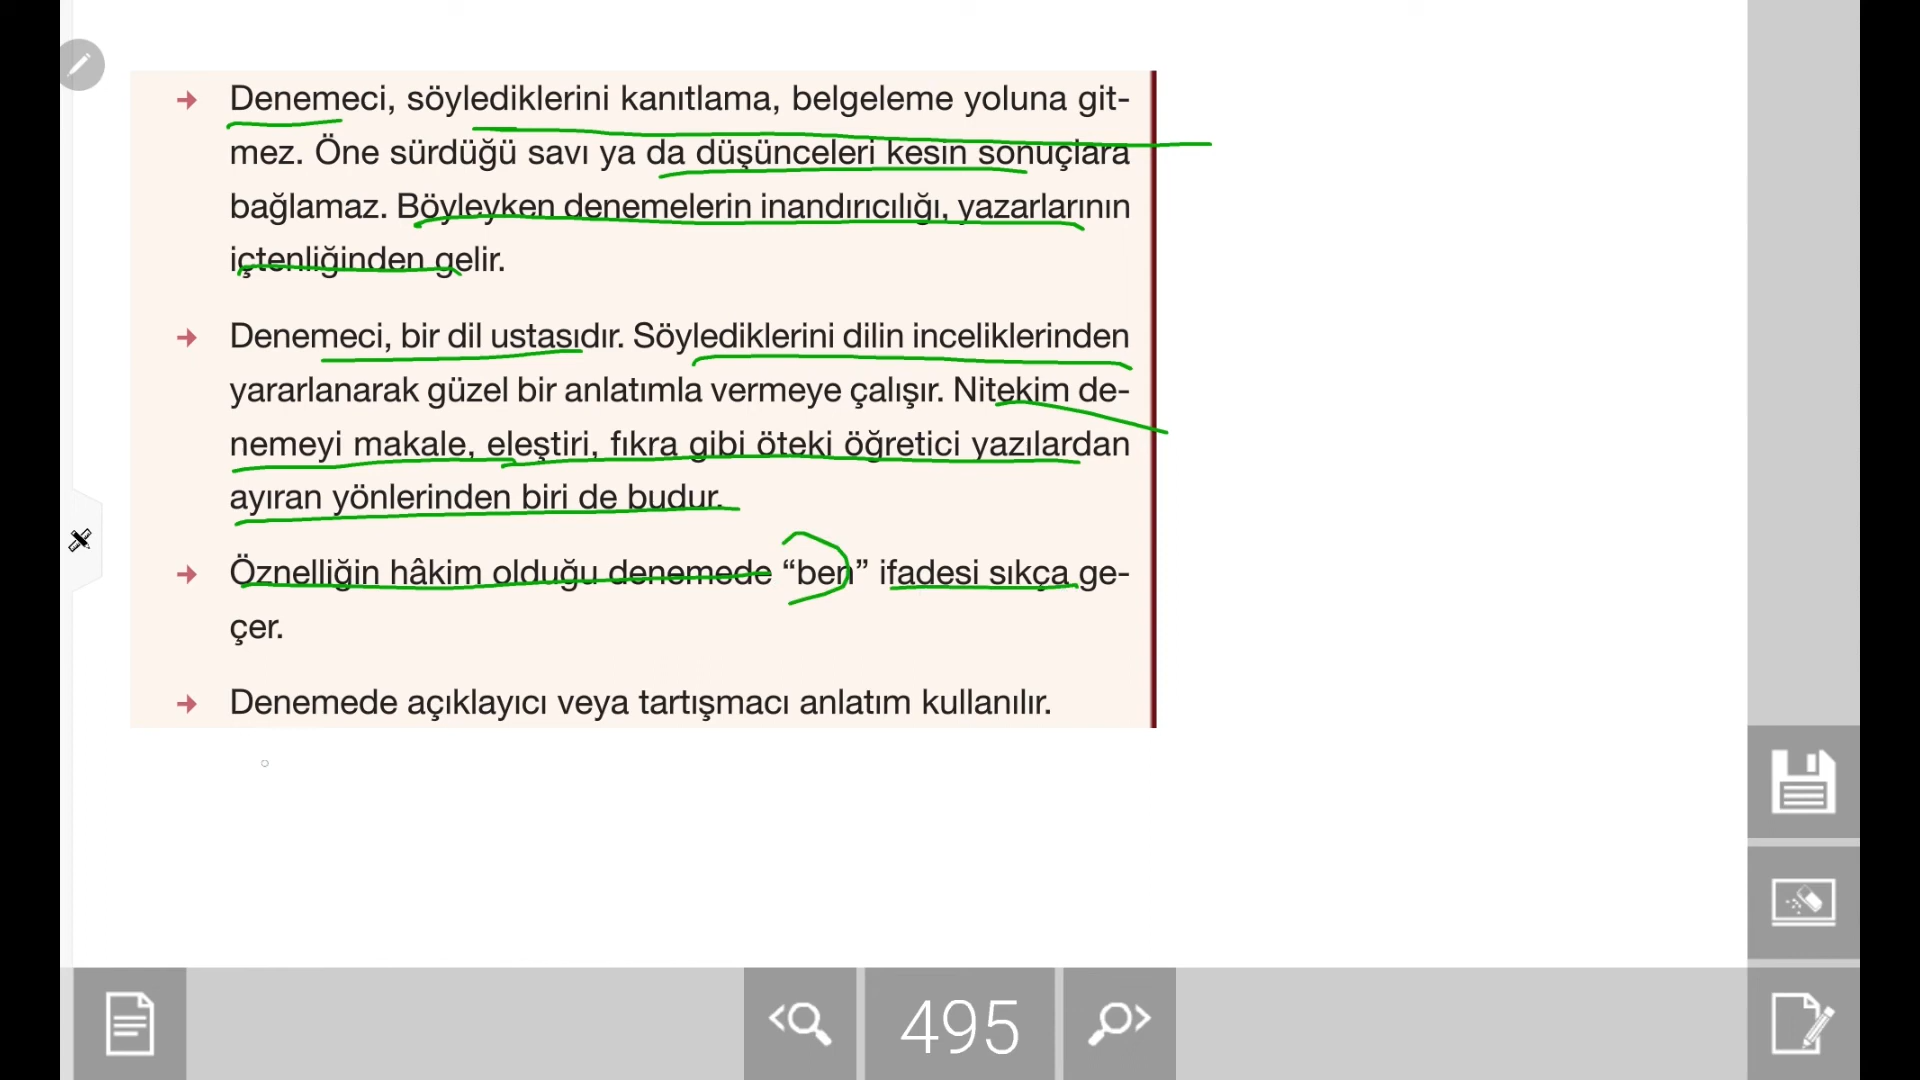 Denemeci, söylediklerini kanıtlama, belgeleme yoluna git-
mez. Öne sürdüğü savı ya da düşünceleri kesin sonuçlara
bağlamaz. Böyleyken denemelerin inandırıcılığı, yazarlarının
içtenliğinden gelir.
Denemeci, bir dil ustasıdır. Söylediklerini dilin inceliklerinden
yararlanarak güzel bir anlatımla vermeye çalışır. Nitekim de-
nemeyi makale, eleştiri, fıkra gibi öteki öğretici yazılardan
ayıran yönlerinden biri de budur.
Öznelliğin hâkim olduğu denemede “ben” ifadesi sıkça ge-
çer.
Denemede açıklayıcı veya tartışmacı anlatım kullanılır.
495